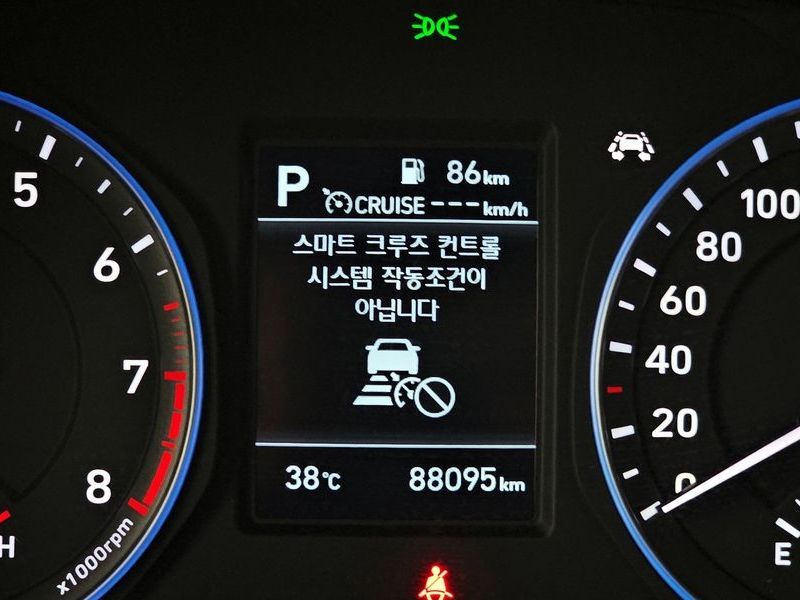 P 86km
CRUISE ---km/h
스마트 크루즈 컨트롤
시스템 작동조건이
아닙니다
38°C 88095km
5
6
7
8
x1000rpm
H
100
80
60
40
20
0
E